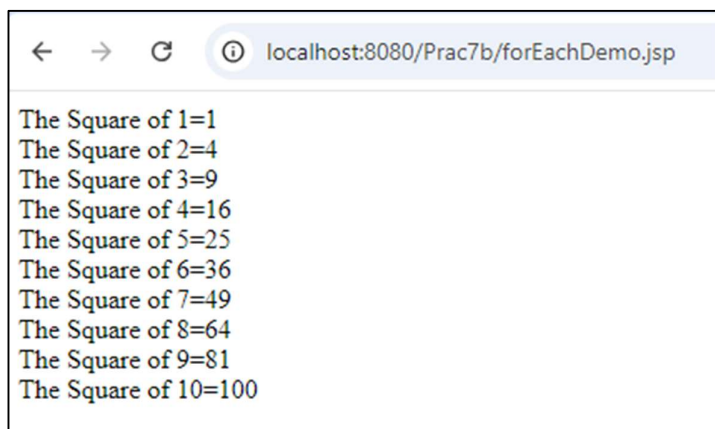 localhost:8080/Prac7b/forEachDemo.jsp
The Square of 1=1
The Square of 2=4
The Square of 3=9
The Square of 4=16
The Square of 5=25
The Square of 6=36
The Square of 7=49
The Square of 8=64
The Square of 9=81
The Square of 10=100